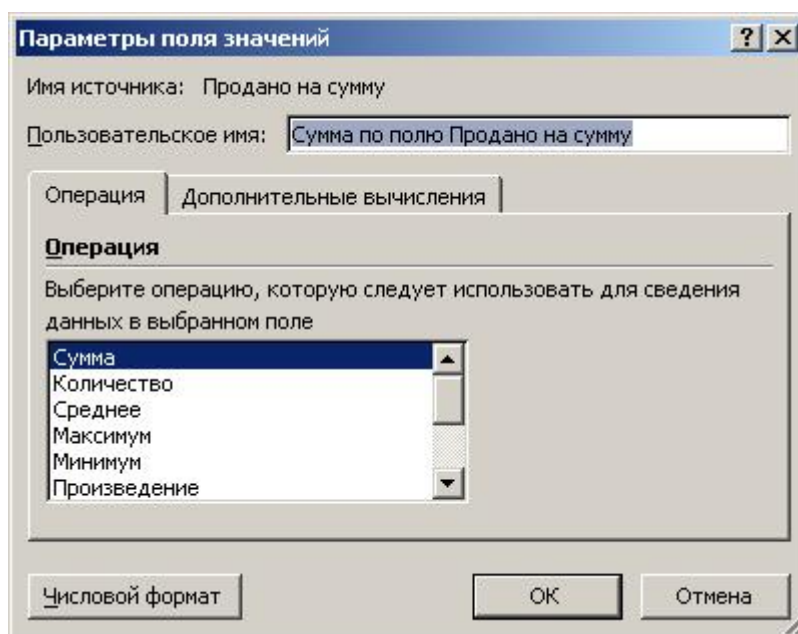 Параметры поля значений
Имя источника: Продано на сумму
Пользовательское имя: Сумма по полю Продано на сумму
Операция Дополнительные вычисления
Операция
Выберите операцию, которую следует использовать для сведения
данных в выбранном поле
Сумма
Количество
Среднее
Максимум
Минимум
Произведение
Числовой формат ОК Отмена